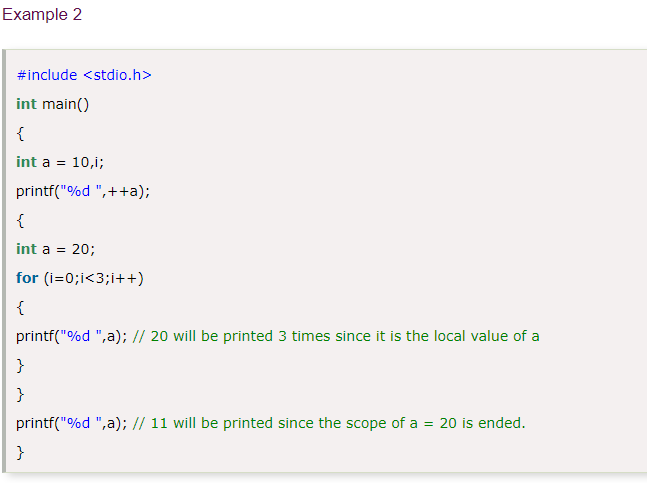 Example 2
#include <stdio.h>
int main()
{
int a = 10,i;
printf("%d ",++a);
{
int a = 20;
for (i=0;i<3;i++)
{
printf("%d ",a); // 20 will be printed 3 times since it is the local value of a
}
}
printf("%d ",a); // 11 will be printed since the scope of a = 20 is ended.
}